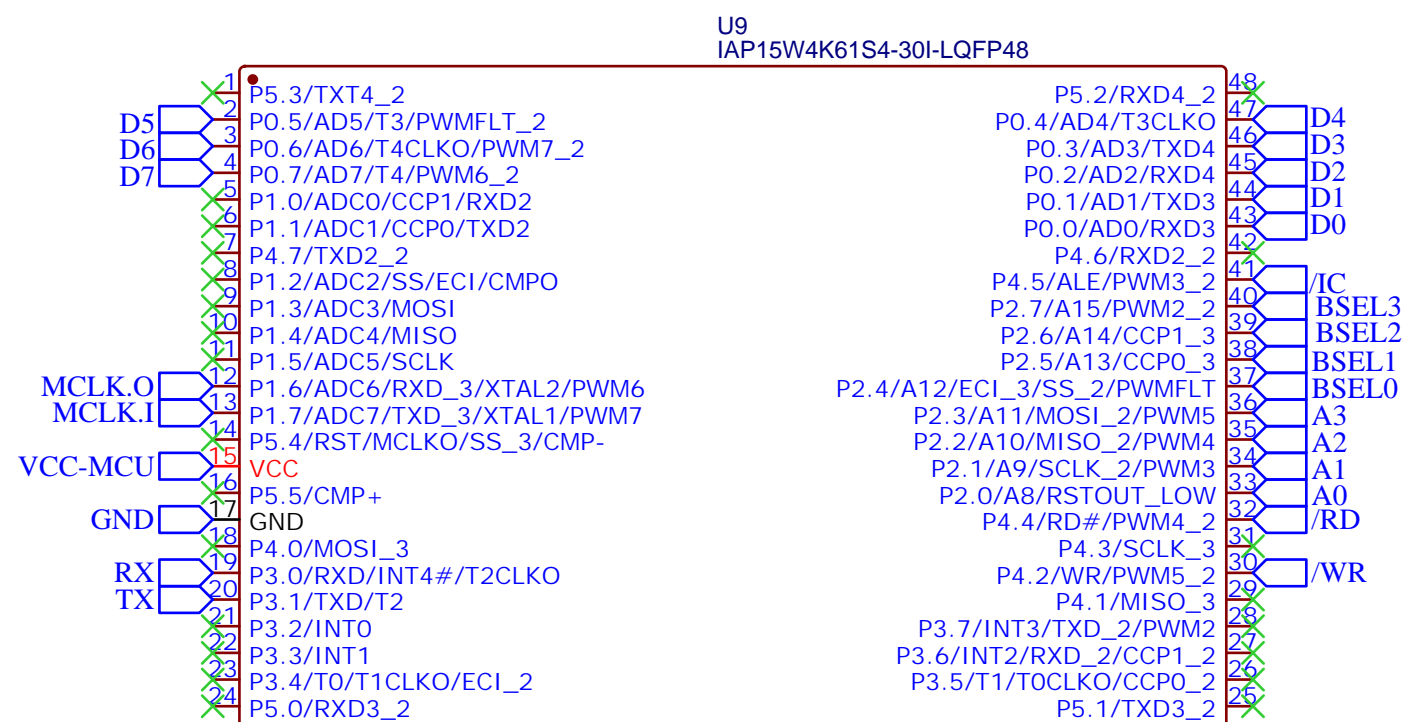 U9
IAP15W4K61S4-30I-LQFP48
1 P5.3/TXT4_2 P5.2/RXD4_2 48
D5 2 P0.5/AD5/T3/PWMFLT_2 P0.4/AD4/T3CLKO 47 D4
D6 3 P0.6/AD6/T4CLKO/PWM7_2 P0.3/AD3/TXD4 46 D3
D7 4 P0.7/AD7/T4/PWM6_2 P0.2/AD2/RXD4 45 D2
5 P1.0/ADC0/CCP1/RXD2 P0.1/AD1/TXD3 44 D1
6 P1.1/ADC1/CCP0/TXD2 P0.0/AD0/RXD3 43 D0
7 P4.7/TXD2_2 P4.6/RXD2_2 42
8 P1.2/ADC2/SS/ECI/CMPO P4.5/ALE/PWM3_2 41 /IC
9 P1.3/ADC3/MOSI P2.7/A15/PWM2_2 40 BSEL3
10 P1.4/ADC4/MISO P2.6/A14/CCP1_3 39 BSEL2
11 P1.5/ADC5/SCLK P2.5/A13/CCP0_3 38 BSEL1
MCLK.O 12 P1.6/ADC6/RXD_3/XTAL2/PWM6 P2.4/A12/ECI_3/SS_2/PWMFLT 37 BSEL0
MCLK.I 13 P1.7/ADC7/TXD_3/XTAL1/PWM7 P2.3/A11/MOSI_2/PWM5 36 A3
14 P5.4/RST/MCLKO/SS_3/CMP- P2.2/A10/MISO_2/PWM4 35 A2
VCC-MCU 15 VCC P2.1/A9/SCLK_2/PWM3 34 A1
16 P5.5/CMP+ P2.0/A8/RSTOUT_LOW 33 A0
GND 17 GND P4.4/RD#/PWM4_2 32 /RD
18 P4.0/MOSI_3 P4.3/SCLK_3 31
RX 19 P3.0/RXD/INT4#/T2CLKO P4.2/WR/PWM5_2 30 /WR
TX 20 P3.1/TXD/T2 P4.1/MISO_3 29
21 P3.2/INT0 P3.7/INT3/TXD_2/PWM2 28
22 P3.3/INT1 P3.6/INT2/RXD_2/CCP1_2 27
23 P3.4/T0/T1CLKO/ECI_2 P3.5/T1/T0CLKO/CCP0_2 26
24 P5.0/RXD3_2 P5.1/TXD3_2 25